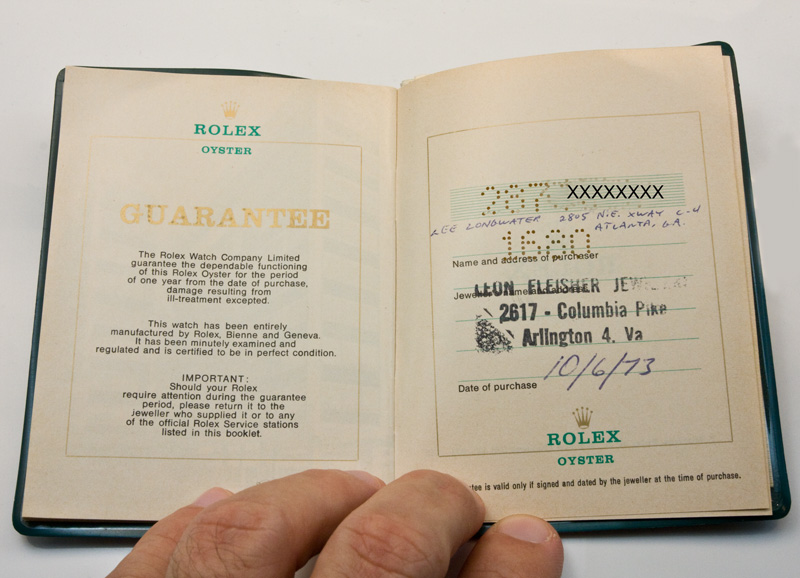 ROLEX
OYSTER
GUARANTEE
The Rolex Watch Company Limited
guarantee the dependable functioning
of this Rolex Oyster for the period
of one year from the date of purchase,
damage resulting from
ill-treatment excepted.
This watch has been entirely
manufactured by Rolex, Bienne and Geneva.
It has been minutely examined and
regulated and is certified to be in perfect condition.
IMPORTANT:
Should your Rolex
require attention during the guarantee
period, please return it to the
jeweller who supplied it or to any
of the official Rolex Service stations
listed in this booklet.
287 XXXXXXXX
LEE LONGWATER 2805 N.E. XWAY C-4
ATLANTA, GA.
1680
Name and address of purchaser
LEON FLEISHER
Jeweller's name and address
2617 - Columbia Pike
Arlington 4. Va
Date of purchase 10/6/73
ROLEX
OYSTER
is valid only if signed and dated by the jeweller at the time of purchase.